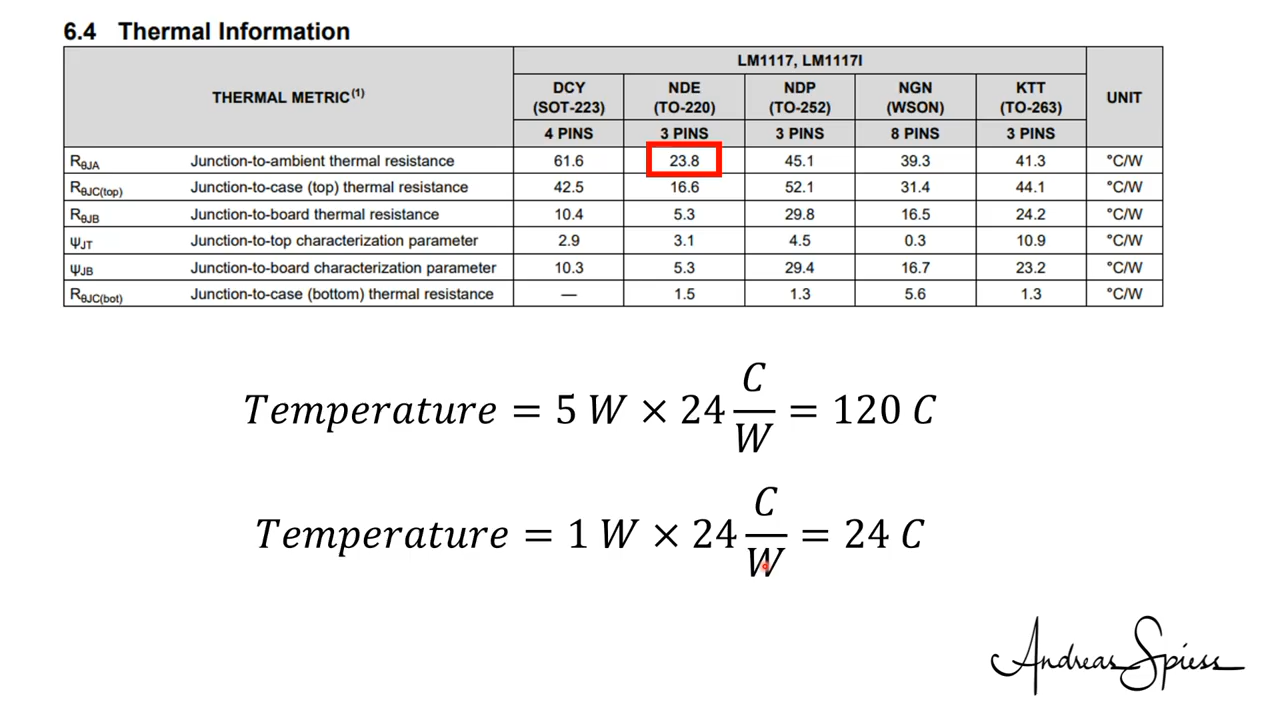 6.4 Thermal Information
THERMAL METRIC(1) LM1117, LM1117I UNIT
DCY (SOT-223) NDE (TO-220) NDP (TO-252) NGN (WSON) KTT (TO-263)
4 PINS 3 PINS 3 PINS 8 PINS 3 PINS
RθJA Junction-to-ambient thermal resistance 61.6 23.8 45.1 39.3 41.3 °C/W
RθJC(top) Junction-to-case (top) thermal resistance 42.5 16.6 52.1 31.4 44.1 °C/W
RθJB Junction-to-board thermal resistance 10.4 5.3 29.8 16.5 24.2 °C/W
ψJT Junction-to-top characterization parameter 2.9 3.1 4.5 0.3 10.9 °C/W
ψJB Junction-to-board characterization parameter 10.3 5.3 29.4 16.7 23.2 °C/W
RθJC(bot) Junction-to-case (bottom) thermal resistance — 1.5 1.3 5.6 1.3 °C/W
Temperature = 5 W × 24 C/W = 120 C
Temperature = 1 W × 24 C/W = 24 C
Andreas Spiess